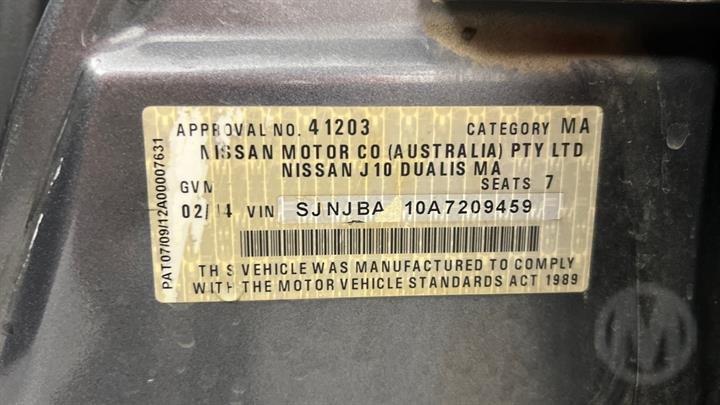 APPROVAL NO. 41203 CATEGORY MA
NISSAN MOTOR CO (AUSTRALIA) PTY LTD
NISSAN J10 DUALIS MA
GVM SEATS 7
02/14 VIN SJNJBA 10A7209459
THIS VEHICLE WAS MANUFACTURED TO COMPLY
WITH THE MOTOR VEHICLE STANDARDS ACT 1989
PAT07/09/12A00007631
M